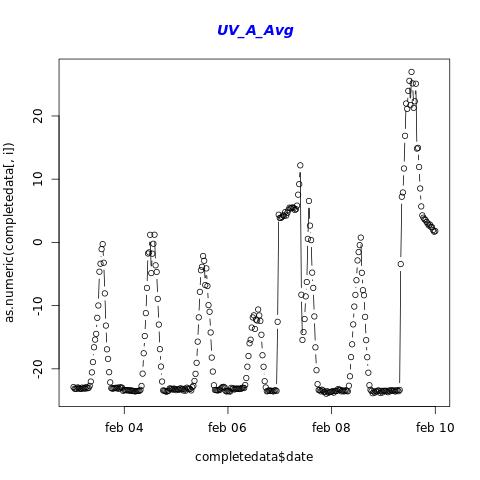 UV_A_Avg
as.numeric(completedata[, i])
20
10
0
-10
-20
feb 04
feb 06
feb 08
feb 10
completedata$date